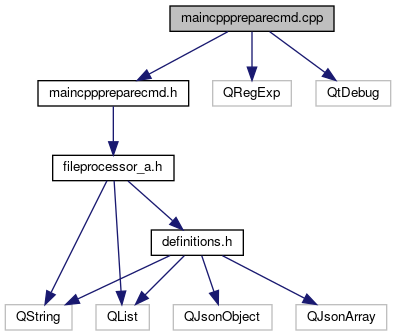 maincpppreparecmd.cpp
maincpppreparecmd.h
QRegExp
QtDebug
fileprocessor_a.h
definitions.h
QString
QList
QJsonObject
QJsonArray